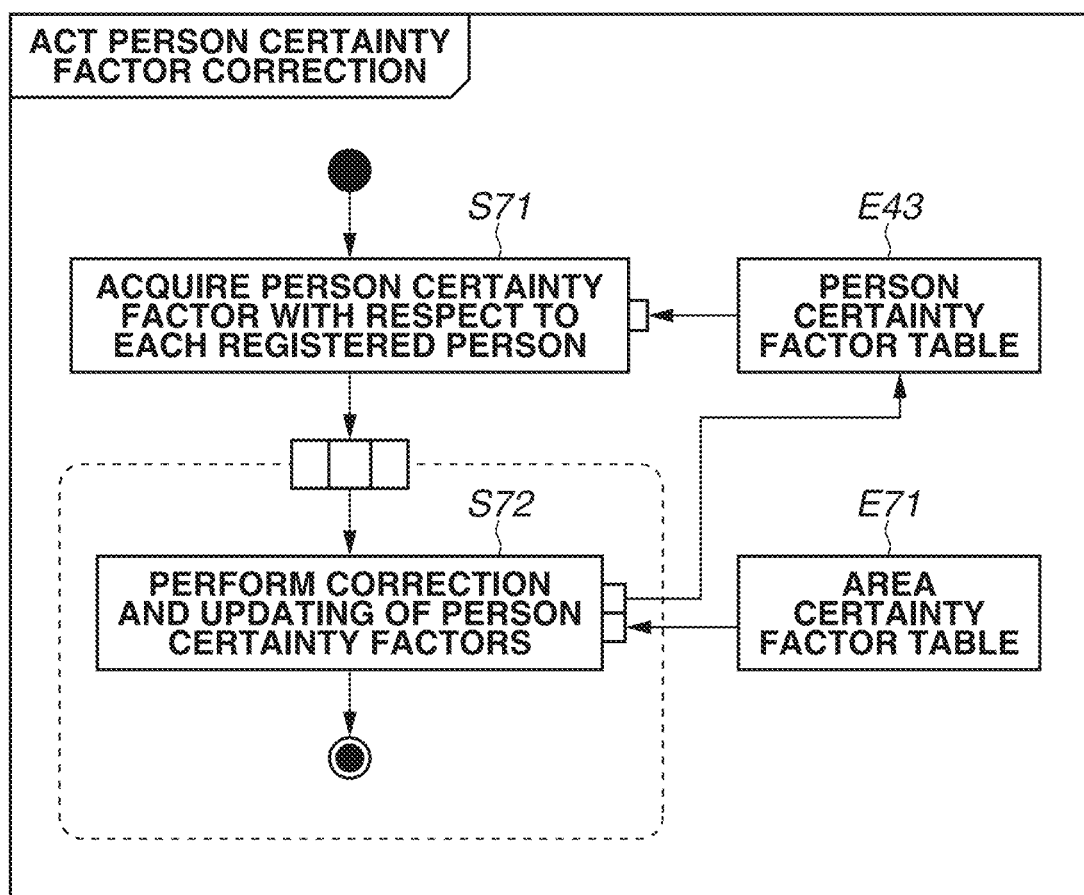 ACT PERSON CERTAINTY
FACTOR CORRECTION
S71
ACQUIRE PERSON CERTAINTY
FACTOR WITH RESPECT TO
EACH REGISTERED PERSON
E43
PERSON
CERTAINTY
FACTOR TABLE
S72
PERFORM CORRECTION
AND UPDATING OF PERSON
CERTAINTY FACTORS
E71
AREA
CERTAINTY
FACTOR TABLE